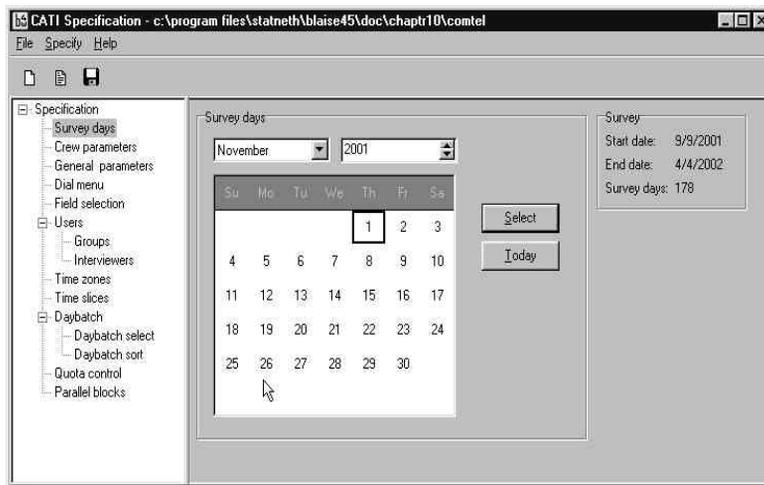 CATI Specification - c:\program files\statneth\blaise45\doc\chaptr10\comtel
File Specify Help
Specification
Survey days
Crew parameters
General parameters
Dial menu
Field selection
Users
Groups
Interviewers
Time zones
Time slices
Daybatch
Daybatch select
Daybatch sort
Quota control
Parallel blocks
Survey days
November 2001
Su Mo Tu We Th Fr Sa
1 2 3
4 5 6 7 8 9 10
11 12 13 14 15 16 17
18 19 20 21 22 23 24
25 26 27 28 29 30
Select
Today
Survey
Start date: 9/9/2001
End date: 4/4/2002
Survey days: 178